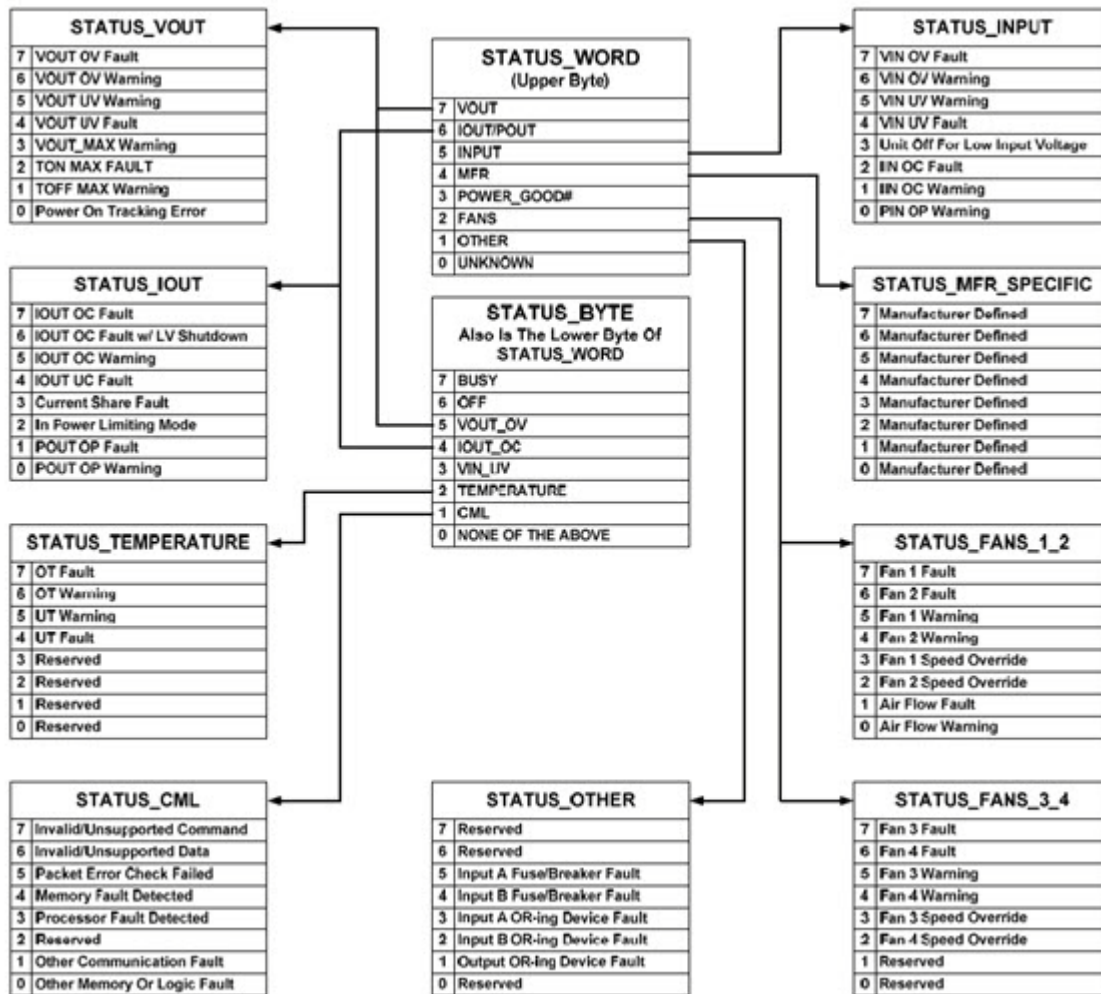 STATUS_VOUT
7 VOUT OV Fault
6 VOUT OV Warning
5 VOUT UV Warning
4 VOUT UV Fault
3 VOUT_MAX Warning
2 TON MAX FAULT
1 TOFF MAX Warning
0 Power On Tracking Error
STATUS_IOUT
7 IOUT OC Fault
6 IOUT OC Fault w/ LV Shutdown
5 IOUT OC Warning
4 IOUT UC Fault
3 Current Share Fault
2 In Power Limiting Mode
1 POUT OP Fault
0 POUT OP Warning
STATUS_TEMPERATURE
7 OT Fault
6 OT Warning
5 UT Warning
4 UT Fault
3 Reserved
2 Reserved
1 Reserved
0 Reserved
STATUS_CML
7 Invalid/Unsupported Command
6 Invalid/Unsupported Data
5 Packet Error Check Failed
4 Memory Fault Detected
3 Processor Fault Detected
2 Reserved
1 Other Communication Fault
0 Other Memory Or Logic Fault
STATUS_WORD
(Upper Byte)
7 VOUT
6 IOUT/POUT
5 INPUT
4 MFR
3 POWER_GOOD#
2 FANS
1 OTHER
0 UNKNOWN
STATUS_BYTE
Also Is The Lower Byte Of
STATUS_WORD
7 BUSY
6 OFF
5 VOUT_OV
4 IOUT_OC
3 VIN_UV
2 TEMPERATURE
1 CML
0 NONE OF THE ABOVE
STATUS_OTHER
7 Reserved
6 Reserved
5 Input A Fuse/Breaker Fault
4 Input B Fuse/Breaker Fault
3 Input A OR-ing Device Fault
2 Input B OR-ing Device Fault
1 Output OR-ing Device Fault
0 Reserved
STATUS_INPUT
7 VIN OV Fault
6 VIN OV Warning
5 VIN UV Warning
4 VIN UV Fault
3 Unit Off For Low Input Voltage
2 IIN OC Fault
1 IIN OC Warning
0 PIN OP Warning
STATUS_MFR_SPECIFIC
7 Manufacturer Defined
6 Manufacturer Defined
5 Manufacturer Defined
4 Manufacturer Defined
3 Manufacturer Defined
2 Manufacturer Defined
1 Manufacturer Defined
0 Manufacturer Defined
STATUS_FANS_1_2
7 Fan 1 Fault
6 Fan 2 Fault
5 Fan 1 Warning
4 Fan 2 Warning
3 Fan 1 Speed Override
2 Fan 2 Speed Override
1 Air Flow Fault
0 Air Flow Warning
STATUS_FANS_3_4
7 Fan 3 Fault
6 Fan 4 Fault
5 Fan 3 Warning
4 Fan 4 Warning
3 Fan 3 Speed Override
2 Fan 4 Speed Override
1 Reserved
0 Reserved